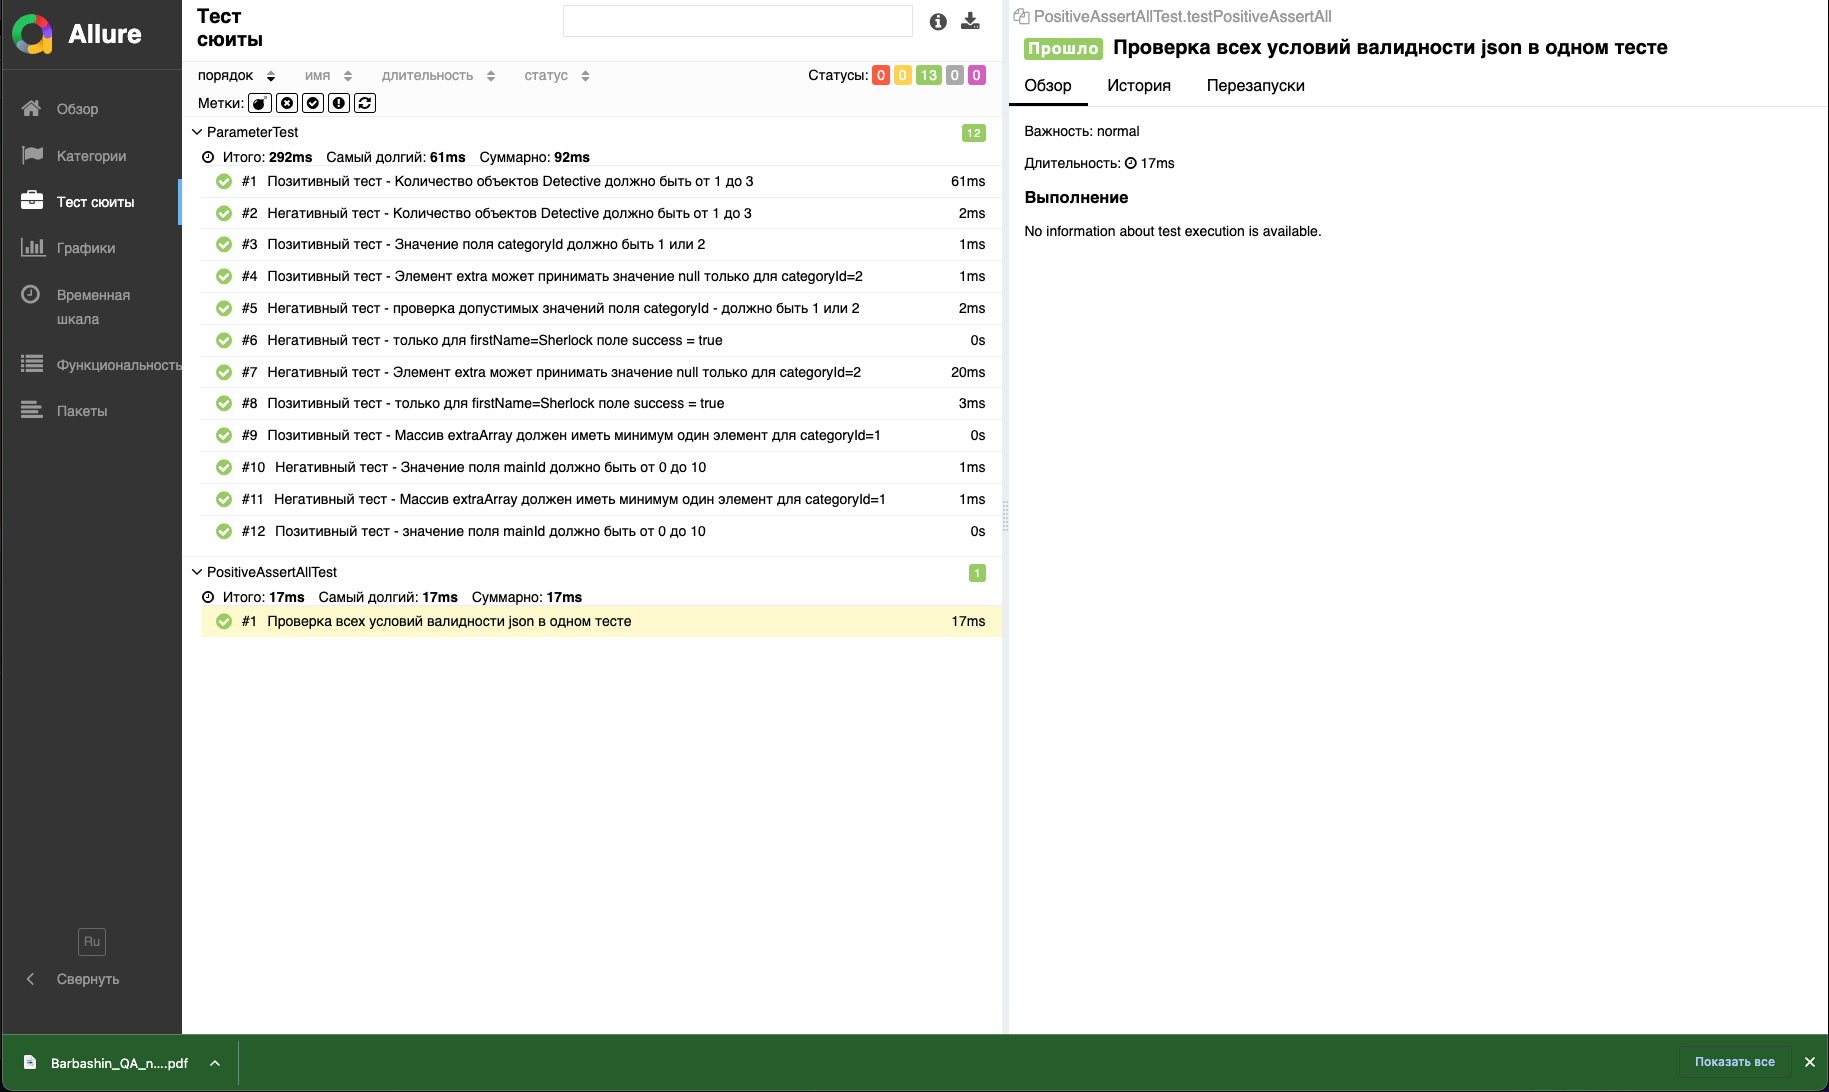 Allure
Обзор
Категории
Тест сюиты
Графики
Временная
шкала
Функциональность
Пакеты
Ru
Свернуть
Тест
сюиты
порядок имя длительность статус Статусы: 0 0 13 0 0
Метки:
ParameterTest 12
Итого: 292ms Самый долгий: 61ms Суммарно: 92ms
#1 Позитивный тест - Количество объектов Detective должно быть от 1 до 3 61ms
#2 Негативный тест - Количество объектов Detective должно быть от 1 до 3 2ms
#3 Позитивный тест - Значение поля categoryId должно быть 1 или 2 1ms
#4 Позитивный тест - Элемент extra может принимать значение null только для categoryId=2 1ms
#5 Негативный тест - проверка допустимых значений поля categoryId - должно быть 1 или 2 2ms
#6 Негативный тест - только для firstName=Sherlock поле success = true 0s
#7 Негативный тест - Элемент extra может принимать значение null только для categoryId=2 20ms
#8 Позитивный тест - только для firstName=Sherlock поле success = true 3ms
#9 Позитивный тест - Массив extraArray должен иметь минимум один элемент для categoryId=1 0s
#10 Негативный тест - Значение поля mainId должно быть от 0 до 10 1ms
#11 Негативный тест - Массив extraArray должен иметь минимум один элемент для categoryId=1 1ms
#12 Позитивный тест - значение поля mainId должно быть от 0 до 10 0s
PositiveAssertAllTest 1
Итого: 17ms Самый долгий: 17ms Суммарно: 17ms
#1 Проверка всех условий валидности json в одном тесте 17ms
PositiveAssertAllTest.testPositiveAssertAll
Прошло Проверка всех условий валидности json в одном тесте
Обзор История Перезапуски
Важность: normal
Длительность: 17ms
Выполнение
No information about test execution is available.
Barbashin_QA_n....pdf
Показать все